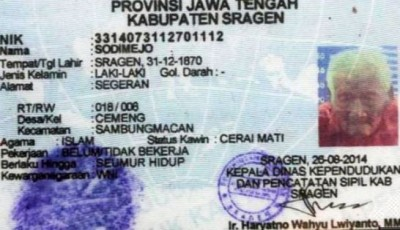 PROVINSI JAWA TENGAH
KABUPATEN SRAGEN
NIK : 3314073112701112
Nama : SODIMEJO
Tempat/Tgl Lahir : SRAGEN, 31-12-1870
Jenis Kelamin : LAKI-LAKI Gol. Darah : -
Alamat : SEGERAN
RT/RW : 018 / 006
Desa/Kel : CEMENG
Kecamatan : SAMBUNGMACAN
Agama : ISLAM Status Kawin : CERAI MATI
Pekerjaan : BELUM/TIDAK BEKERJA
Berlaku Hingga : SEUMUR HIDUP
Kewarganegaraan : WNI
SRAGEN, 26-08-2014
KEPALA DINAS KEPENDUDUKAN
DAN PENCATATAN SIPIL KAB
SRAGEN
Ir. Haryatno Wahyu Lwiyanto, MM